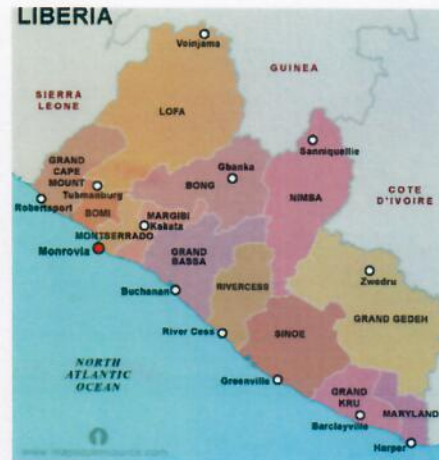 LIBERIA
Voinjama
GUINEA
SIERRA
LEONE
LOFA
Sanniquellie
GRAND
CAPE
MOUNT
Gbanka
Tubmanburg
BONG
NIMBA
COTE
D'IVOIRE
Robertsport
BOMI
MARGIBI
Kakata
MONTSERRADO
Monrovia
GRAND
BASSA
Zwedru
Buchanan
RIVERCESS
GRAND GEDEH
River Cess
SINOE
NORTH
ATLANTIC
OCEAN
Greenville
GRAND
KRU
MARYLAND
Barclayville
Harper